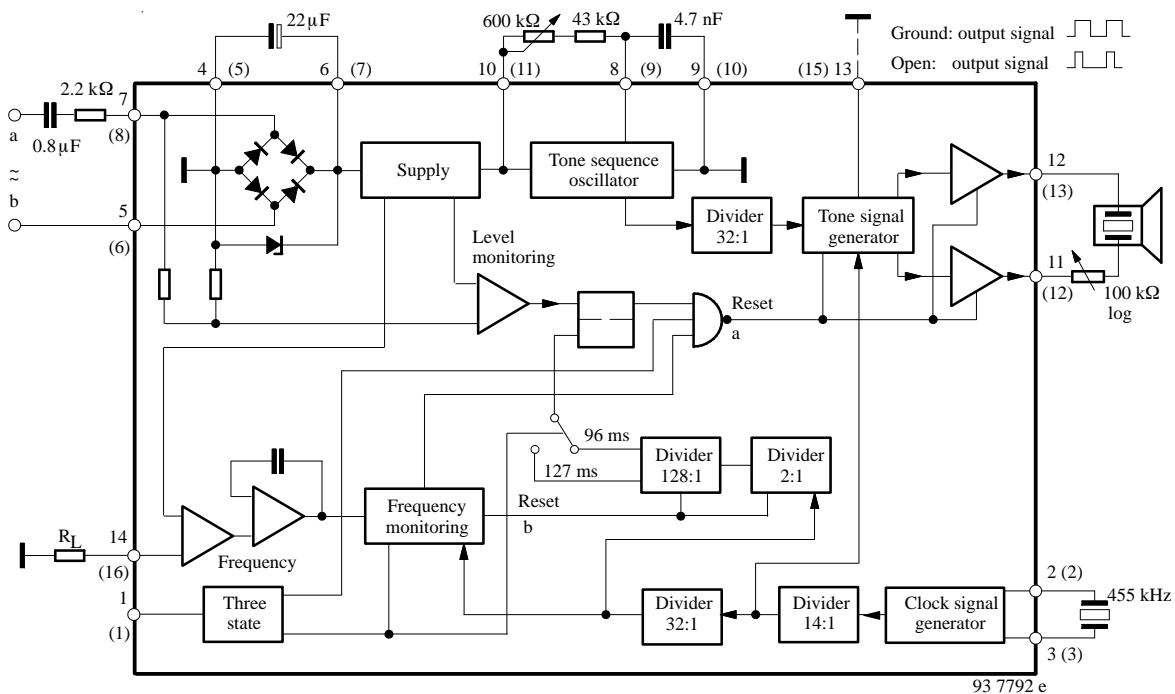 22 µF
600 kΩ
43 kΩ
4.7 nF
Ground: output signal
Open: output signal
4 (5)
6 (7)
10 (11)
8 (9)
9 (10)
(15) 13
2.2 kΩ
7
(8)
a
0.8 µF
≈
b
5
(6)
Supply
Tone sequence
oscillator
Divider
32:1
Tone signal
generator
12
(13)
11
(12)
100 kΩ
log
Level
monitoring
Reset
a
96 ms
127 ms
Divider
128:1
Divider
2:1
Frequency
monitoring
Reset
b
RL
14
(16)
Frequency
1
(1)
Three
state
Divider
32:1
Divider
14:1
Clock signal
generator
2 (2)
455 kHz
3 (3)
93 7792 e